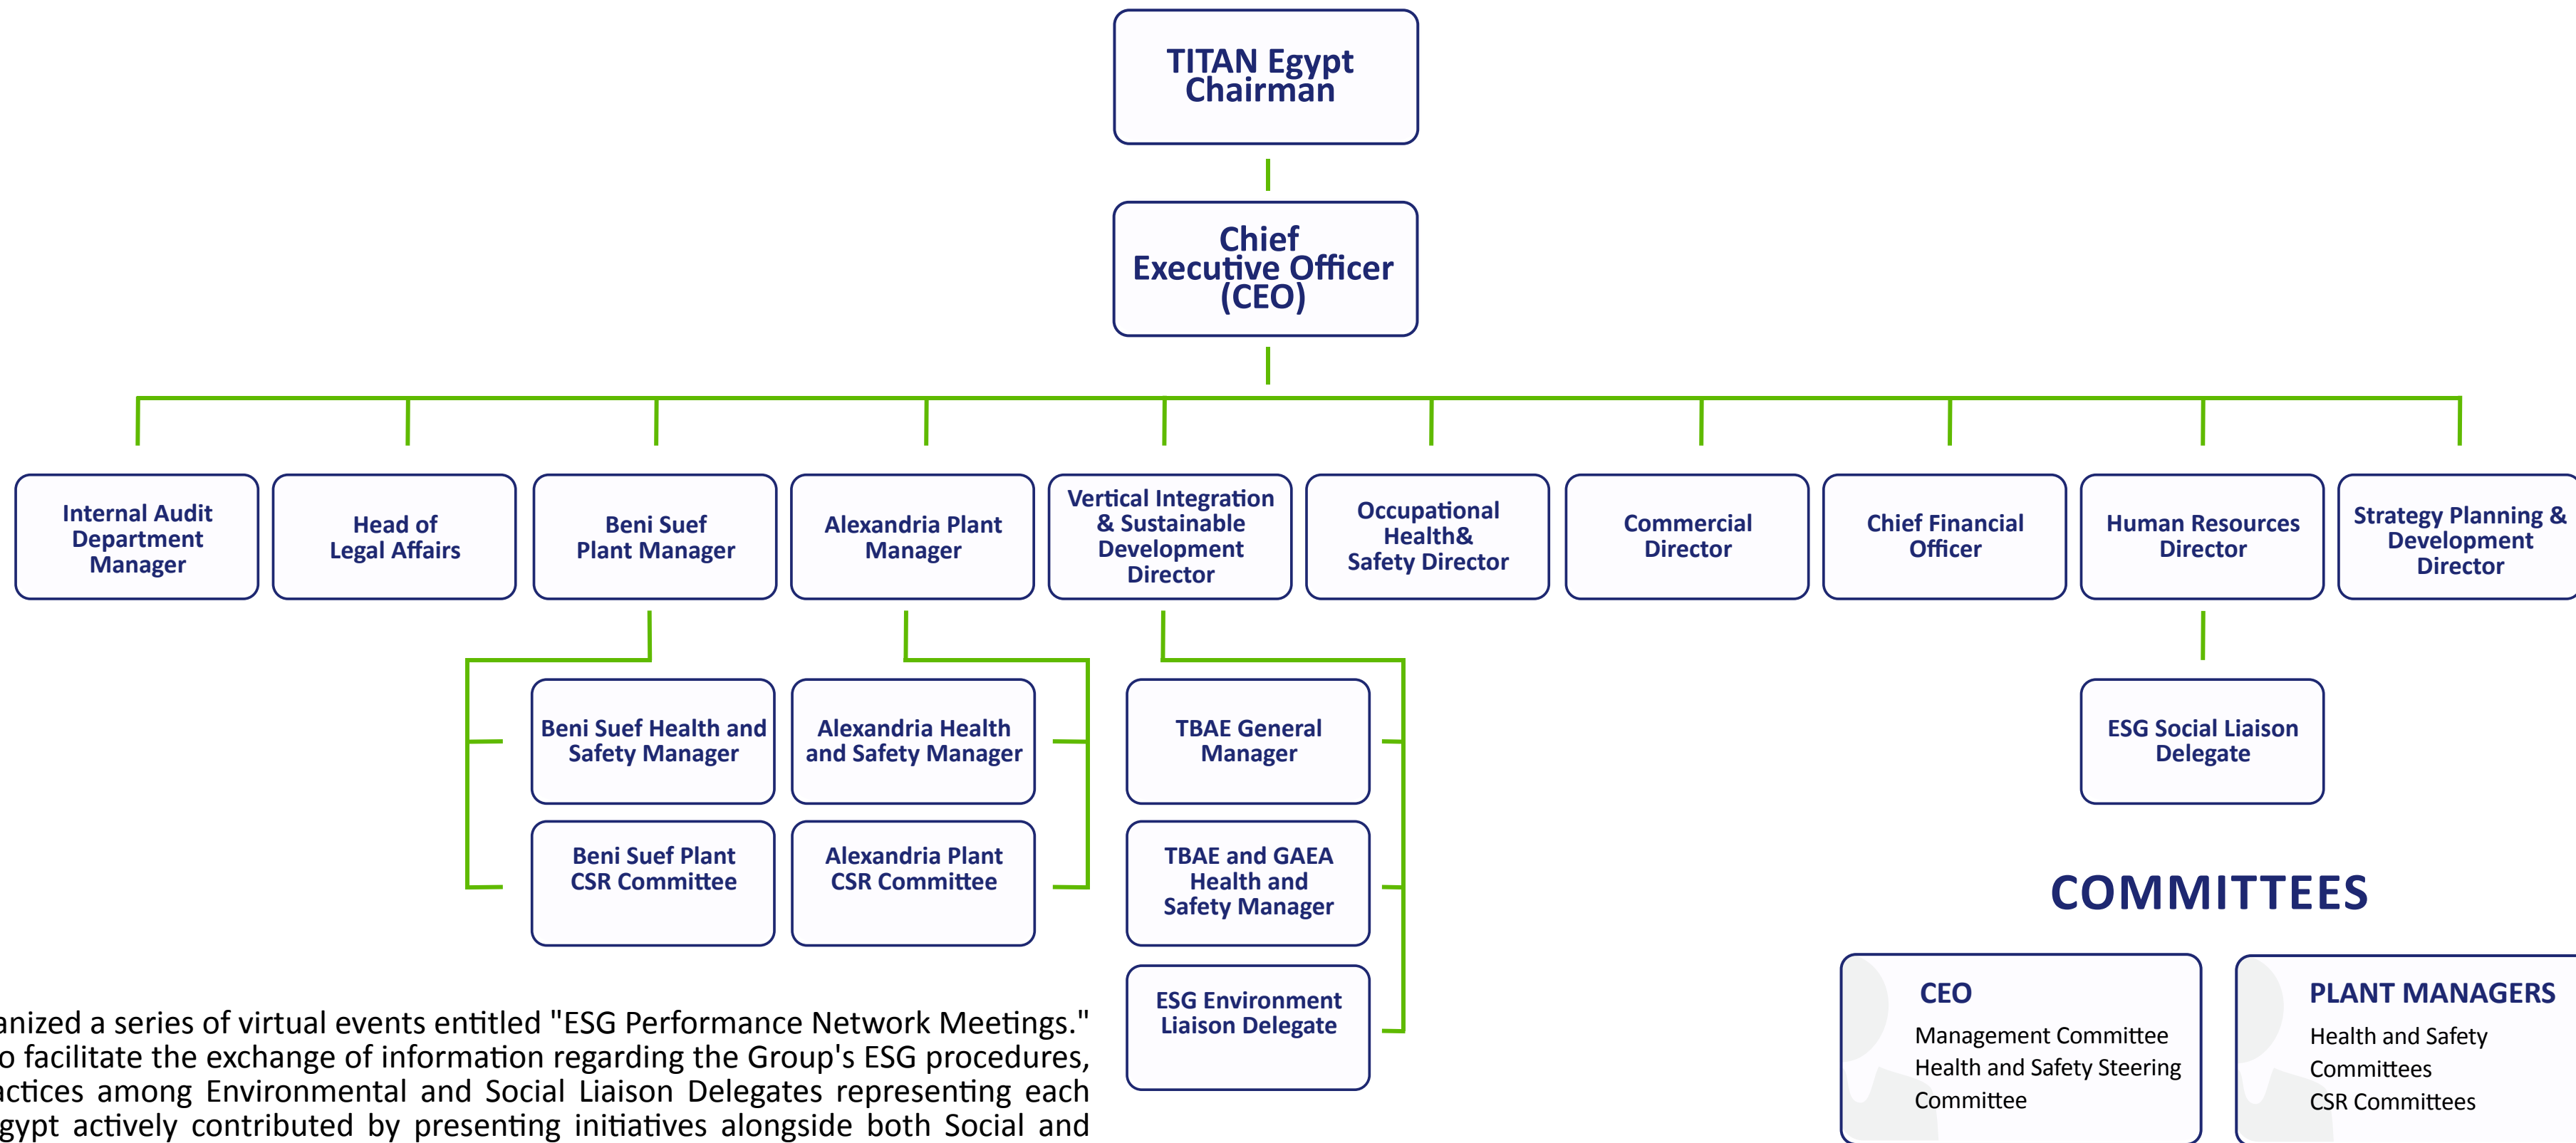 TITAN Egypt
Chairman
Chief
Executive Officer
(CEO)
Internal Audit
Department
Manager
Head of
Legal Affairs
Beni Suef
Plant Manager
Alexandria Plant
Manager
Vertical Integration
& Sustainable
Development
Director
Occupational
Health&
Safety Director
Commercial
Director
Chief Financial
Officer
Human Resources
Director
Strategy Planning &
Development
Director
Beni Suef Health and
Safety Manager
Alexandria Health
and Safety Manager
TBAE General
Manager
ESG Social Liaison
Delegate
Beni Suef Plant
CSR Committee
Alexandria Plant
CSR Committee
TBAE and GAEA
Health and
Safety Manager
ESG Environment
Liaison Delegate
COMMITTEES
CEO
Management Committee
Health and Safety Steering
Committee
PLANT MANAGERS
Health and Safety
Committees
CSR Committees
a series of virtual events entitled "ESG Performance Network Meetings."
facilitate the exchange of information regarding the Group's ESG procedures,
among Environmental and Social Liaison Delegates representing each
actively contributed by presenting initiatives alongside both Social and